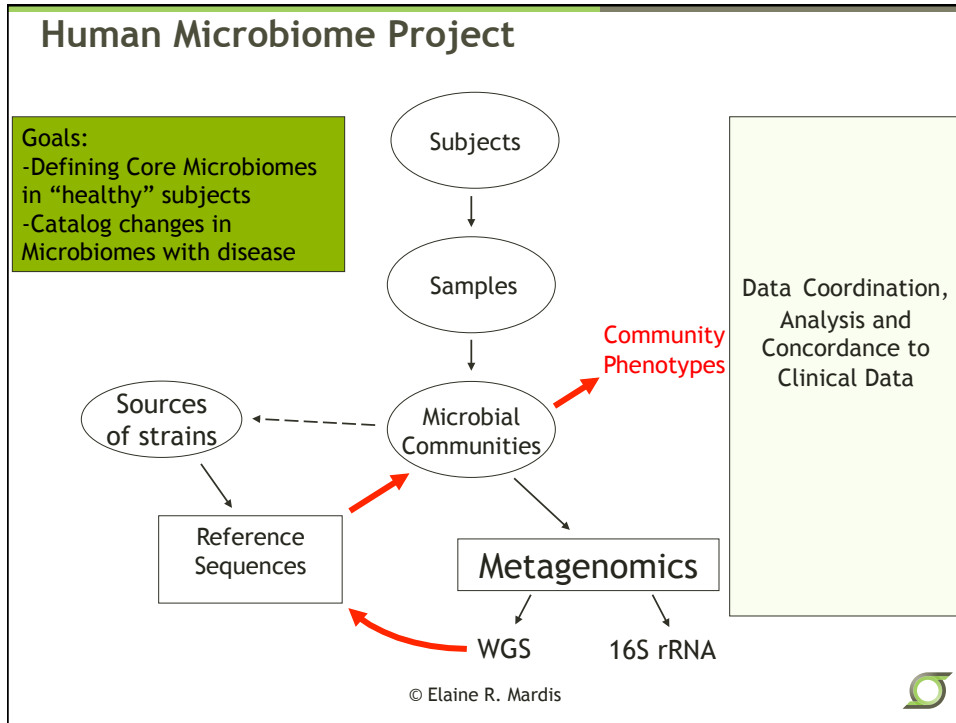 Human Microbiome Project
Goals:
-Defining Core Microbiomes
in “healthy” subjects
-Catalog changes in
Microbiomes with disease
Subjects
Samples
Community
Phenotypes
Data Coordination,
Analysis and
Concordance to
Clinical Data
Sources
of strains
Microbial
Communities
Reference
Sequences
Metagenomics
WGS
16S rRNA
© Elaine R. Mardis